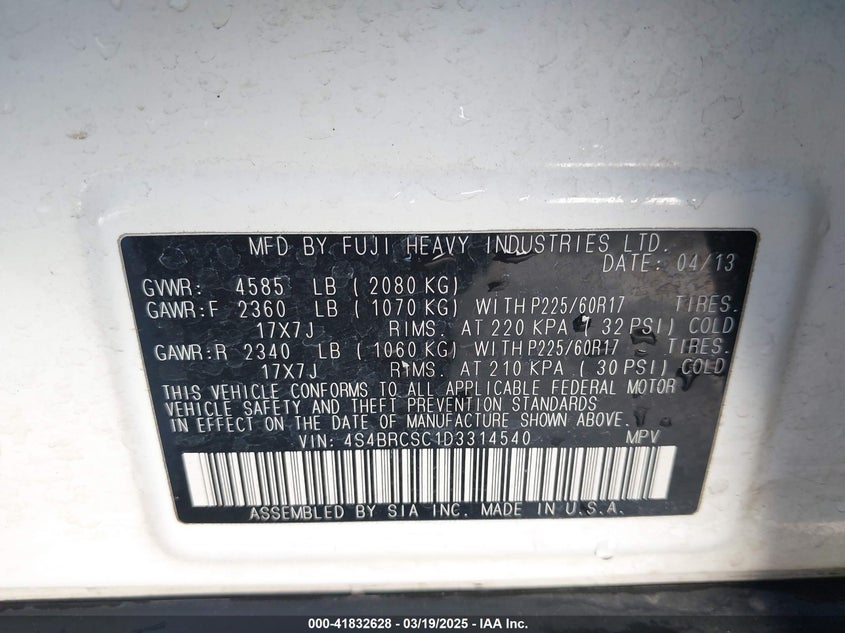 MFD BY FUJI HEAVY INDUSTRIES LTD.
DATE: 04/13
GVWR: 4585 LB ( 2080 KG)
GAWR:F 2360 LB ( 1070 KG) WITH P225/60R17 TIRES.
17X7J RIMS. AT 220 KPA ( 32 PSI) COLD
GAWR:R 2340 LB ( 1060 KG) WITH P225/60R17 TIRES.
17X7J RIMS. AT 210 KPA ( 30 PSI) COLD
THIS VEHICLE CONFORMS TO ALL APPLICABLE FEDERAL MOTOR
VEHICLE SAFETY AND THEFT PREVENTION STANDARDS
IN EFFECT ON THE DATE OF MANUFACTURE SHOWN ABOVE.
VIN: 4S4BRCSC1D3314540 MPV
ASSEMBLED BY SIA INC. MADE IN U.S.A.
000-41832628 - 03/19/2025 - IAA Inc.